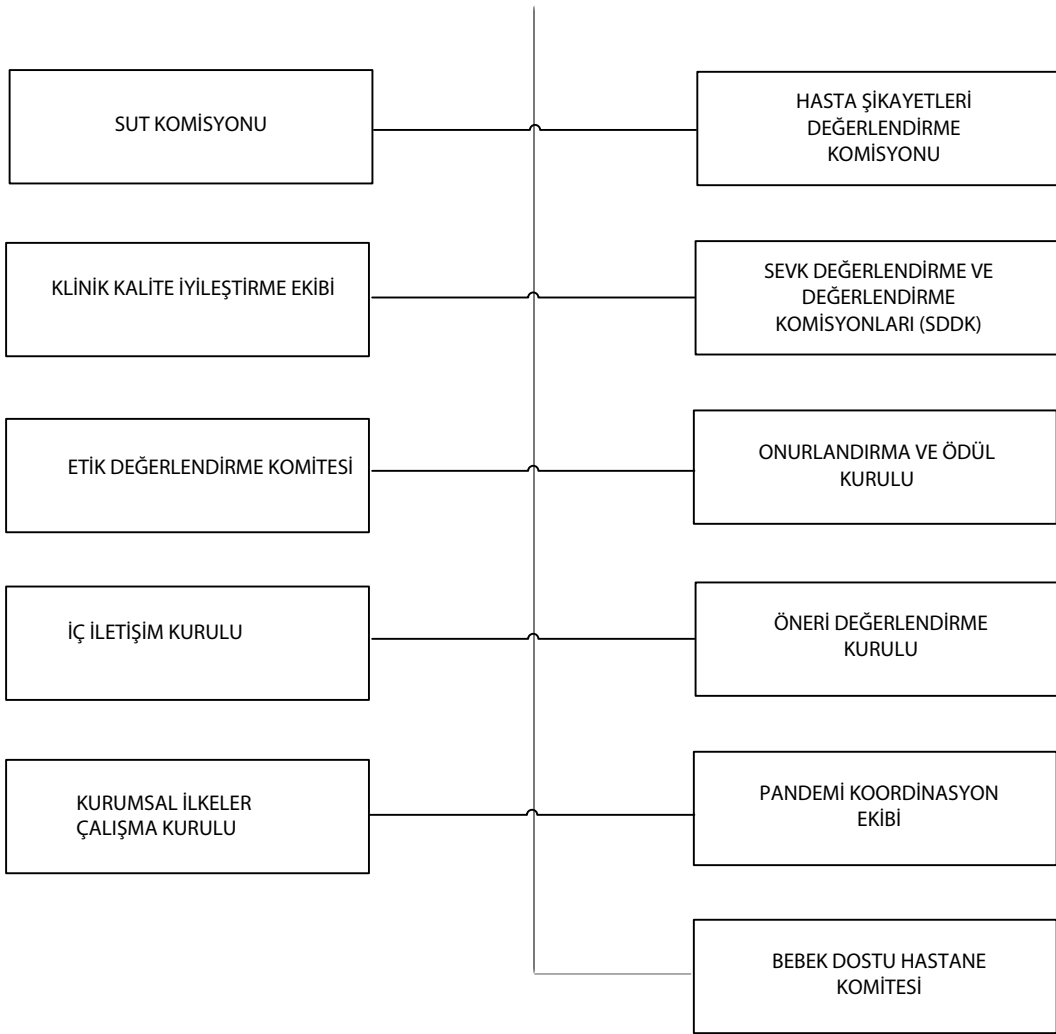 SUT KOMİSYONU
HASTA ŞİKAYETLERİ
DEĞERLENDİRME
KOMİSYONU
KLİNİK KALİTE İYİLEŞTİRME EKİBİ
SEVK DEĞERLENDİRME VE
DEĞERLENDİRME
KOMİSYONLARI (SDDK)
ETİK DEĞERLENDİRME KOMİTESİ
ONURLANDIRMA VE ÖDÜL
KURULU
İÇ İLETİŞİM KURULU
ÖNERİ DEĞERLENDİRME
KURULU
KURUMSAL İLKELER
ÇALIŞMA KURULU
PANDEMİ KOORDİNASYON
EKİBİ
BEBEK DOSTU HASTANE
KOMİTESİ